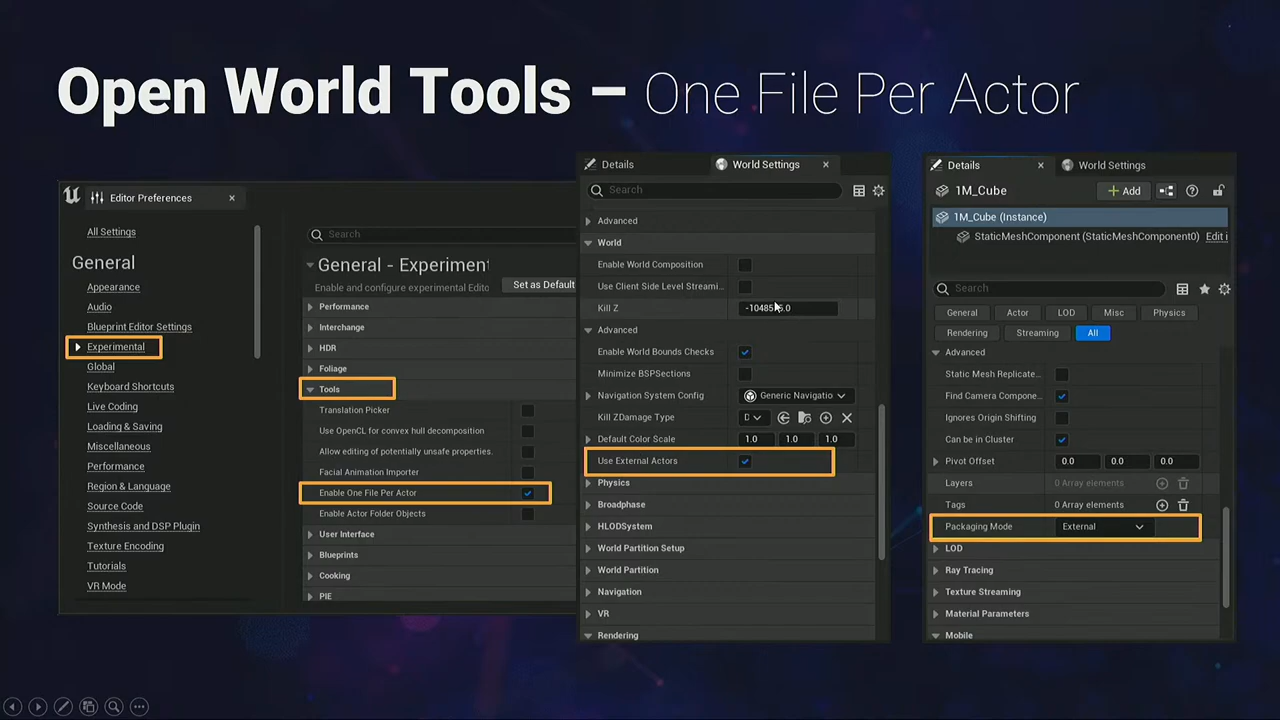 Open World Tools – One File Per Actor
Editor Preferences
All Settings
General
Appearance
Audio
Blueprint Editor Settings
Experimental
Global
Keyboard Shortcuts
Live Coding
Loading & Saving
Miscellaneous
Performance
Region & Language
Source Code
Synthesis and DSP Plugin
Texture Encoding
Tutorials
VR Mode
Search
General - Experiment
Enable and configure experimental Edito
Set as Default
Performance
Interchange
HDR
Foliage
Tools
Translation Picker
Use OpenCL for convex hull decomposition
Allow editing of potentially unsafe properties.
Facial Animation Importer
Enable One File Per Actor
Enable Actor Folder Objects
User Interface
Blueprints
Cooking
PIE
Details
World Settings
Search
Advanced
World
Enable World Composition
Use Client Side Level Streami...
Kill Z
Advanced
Enable World Bounds Checks
Minimize BSPSections
Navigation System Config
Generic Navigatio
Kill ZDamage Type
D
Default Color Scale
1.0 1.0 1.0
Use External Actors
Physics
Broadphase
HLODSystem
World Partition Setup
World Partition
Navigation
VR
Rendering
Details
World Settings
1M_Cube
+ Add
1M_Cube (Instance)
StaticMeshComponent (StaticMeshComponent0) Edit i
Search
General Actor LOD Misc Physics
Rendering Streaming All
Advanced
Static Mesh Replicate...
Find Camera Compone...
Ignores Origin Shifting
Can be in Cluster
Pivot Offset 0.0 0.0 0.0
Layers 0 Array elements
Tags 0 Array elements
Packaging Mode External
LOD
Ray Tracing
Texture Streaming
Material Parameters
Mobile